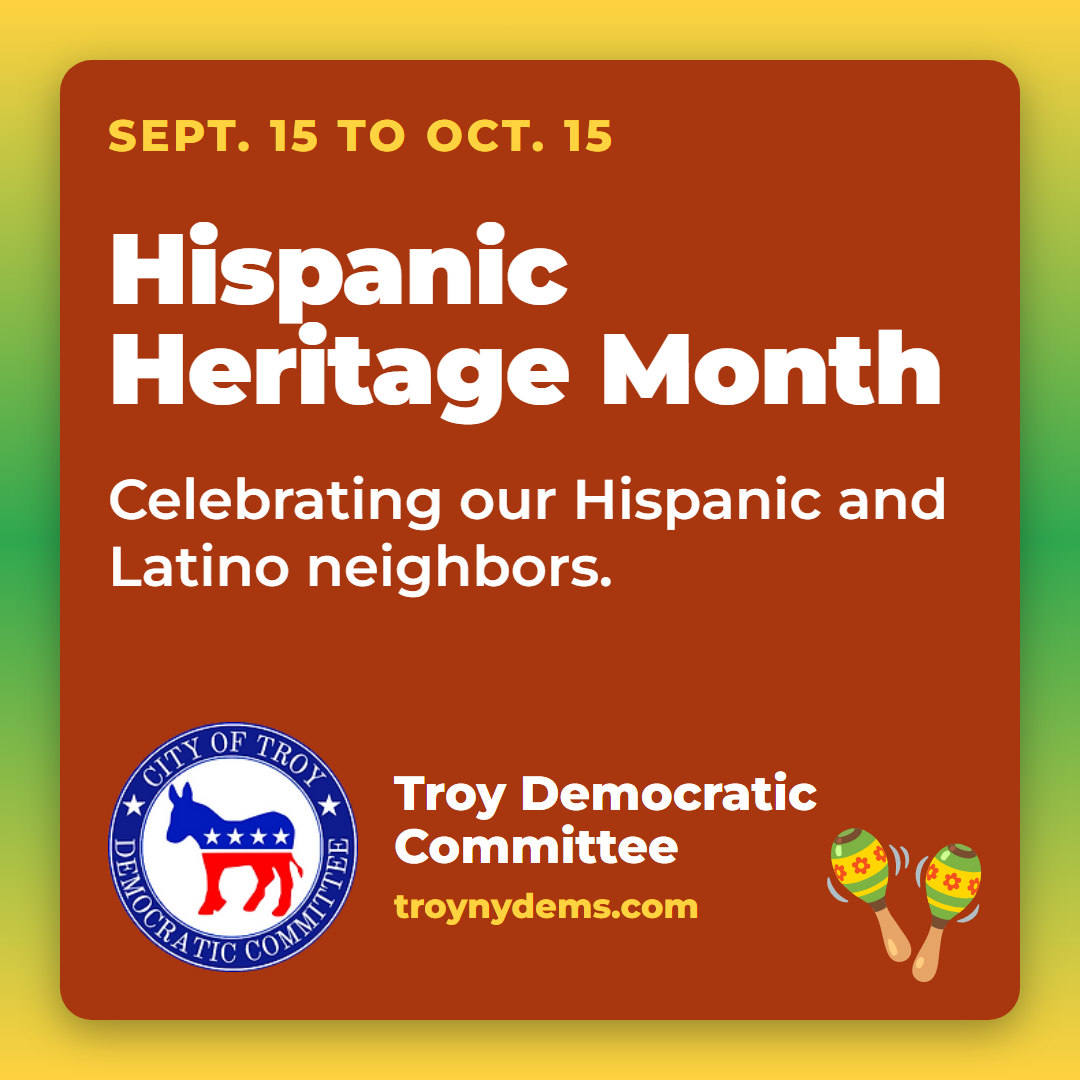 SEPT. 15 TO OCT. 15
Hispanic
Heritage Month
Celebrating our Hispanic and
Latino neighbors.
CITY OF TROY
DEMOCRATIC COMMITTEE
Troy Democratic
Committee
troynydems.com